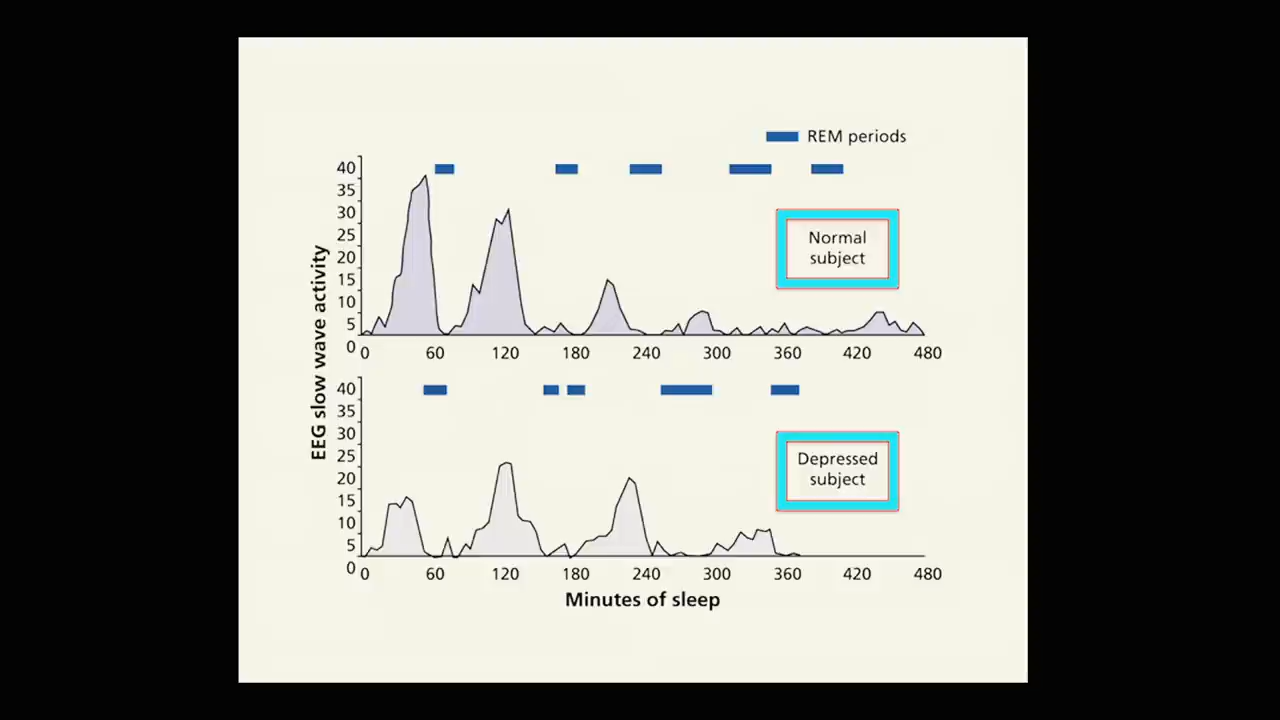 REM periods
40
35
30
25
20
15
10
5
0
Normal
subject
0 60 120 180 240 300 360 420 480
EEG slow wave activity
40
35
30
25
20
15
10
5
0
Depressed
subject
0 60 120 180 240 300 360 420 480
Minutes of sleep